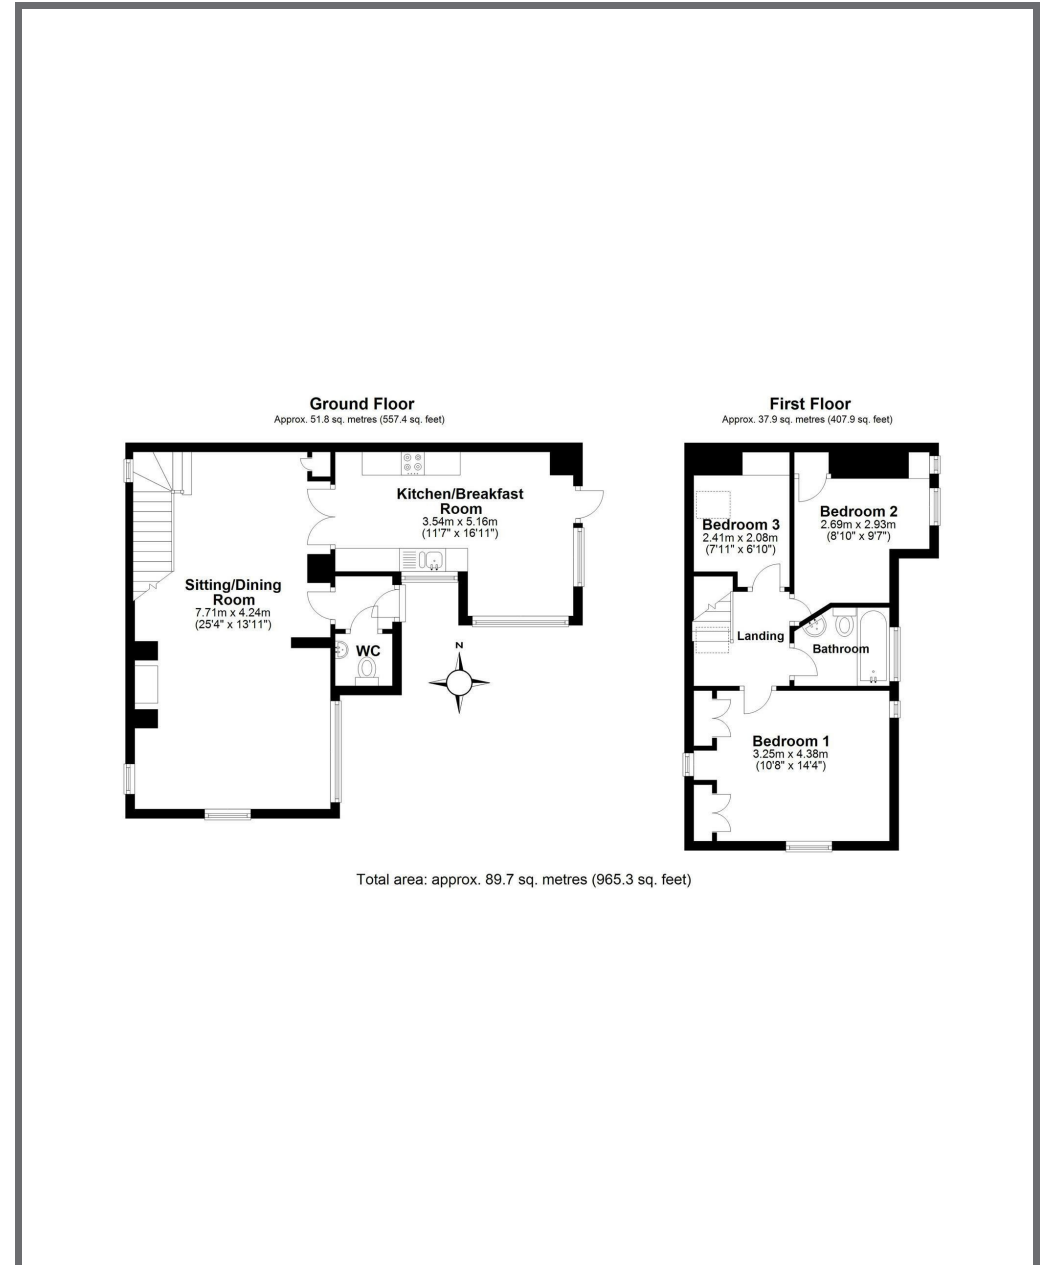 Ground Floor
Approx. 51.8 sq. metres (557.4 sq. feet)
Kitchen/Breakfast
Room
3.54m x 5.16m
(11'7" x 16'11")
Sitting/Dining
Room
7.71m x 4.24m
(25'4" x 13'11")
WC
N
First Floor
Approx. 37.9 sq. metres (407.9 sq. feet)
Bedroom 3
2.41m x 2.08m
(7'11" x 6'10")
Bedroom 2
2.69m x 2.93m
(8'10" x 9'7")
Landing
Bathroom
Bedroom 1
3.25m x 4.38m
(10'8" x 14'4")
Total area: approx. 89.7 sq. metres (965.3 sq. feet)